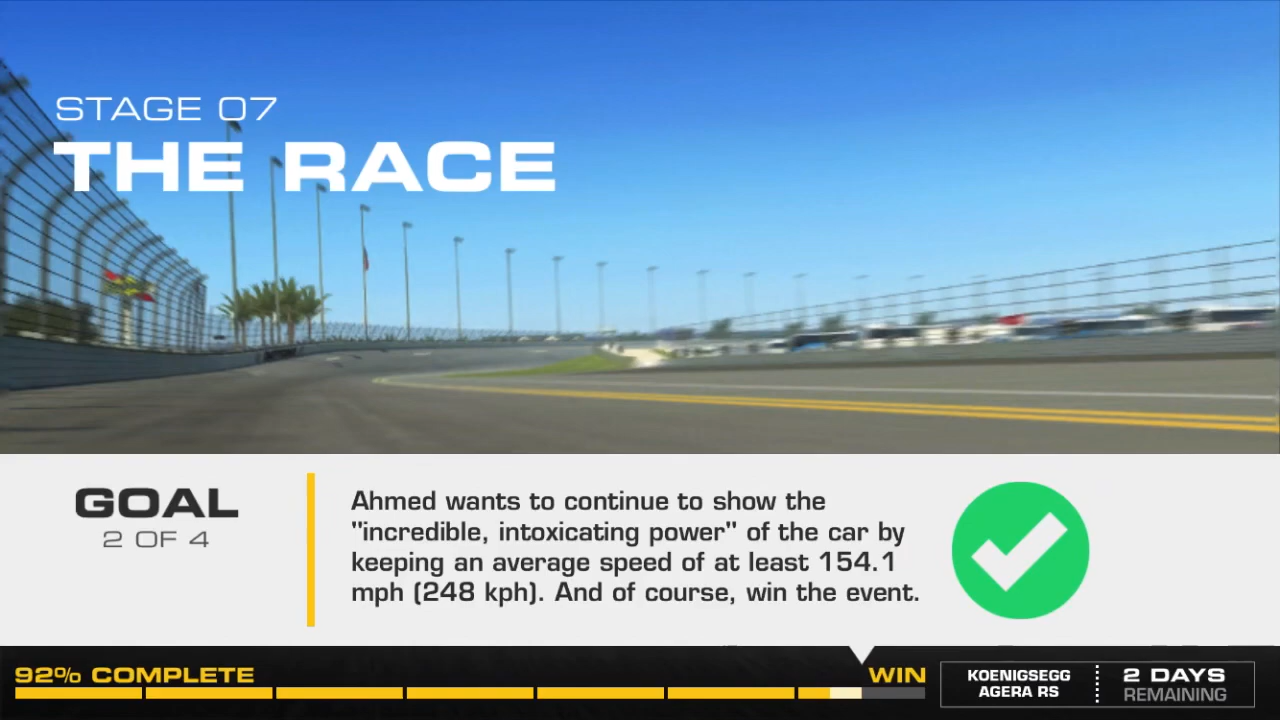 STAGE 07
THE RACE
GOAL
2 OF 4
Ahmed wants to continue to show the
"incredible, intoxicating power" of the car by
keeping an average speed of at least 154.1
mph (248 kph). And of course, win the event.
92% COMPLETE
WIN
KOENIGSEGG
AGERA RS
2 DAYS
REMAINING